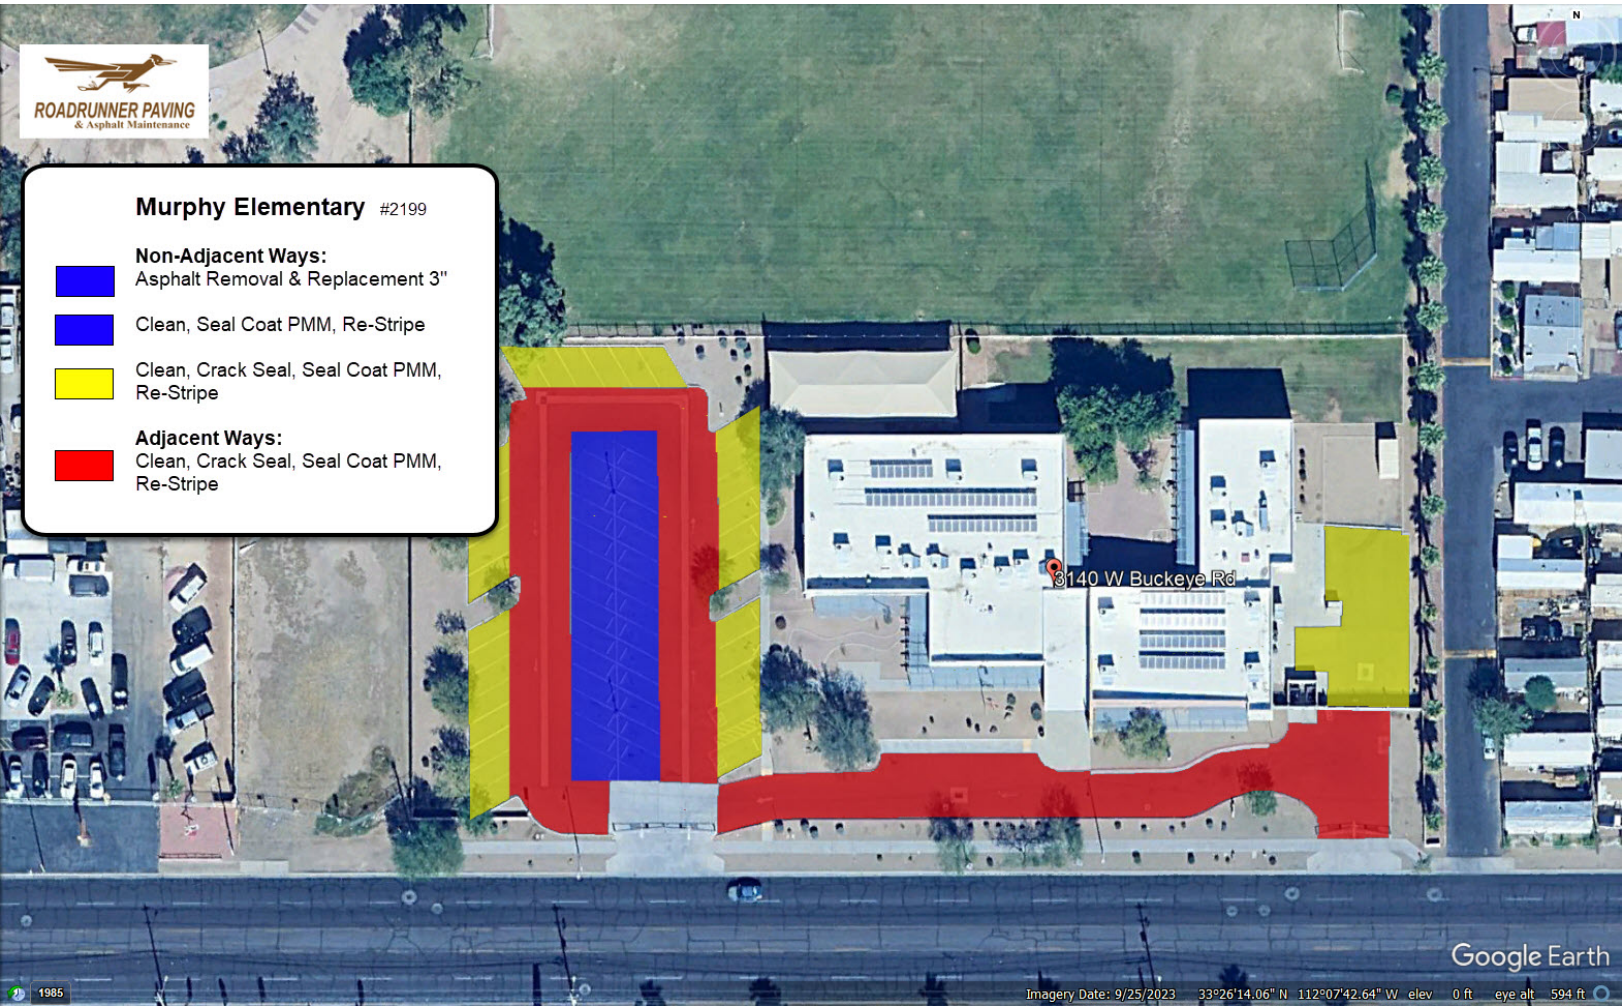 N
ROADRUNNER PAVING
& Asphalt Maintenance
Murphy Elementary #2199
Non-Adjacent Ways:
Asphalt Removal & Replacement 3"
Clean, Seal Coat PMM, Re-Stripe
Clean, Crack Seal, Seal Coat PMM,
Re-Stripe
Adjacent Ways:
Clean, Crack Seal, Seal Coat PMM,
Re-Stripe
3140 W Buckeye Rd
Google Earth
1985
Imagery Date: 9/25/2023 33°26'14.06" N 112°07'42.64" W elev 0 ft eye alt 594 ft